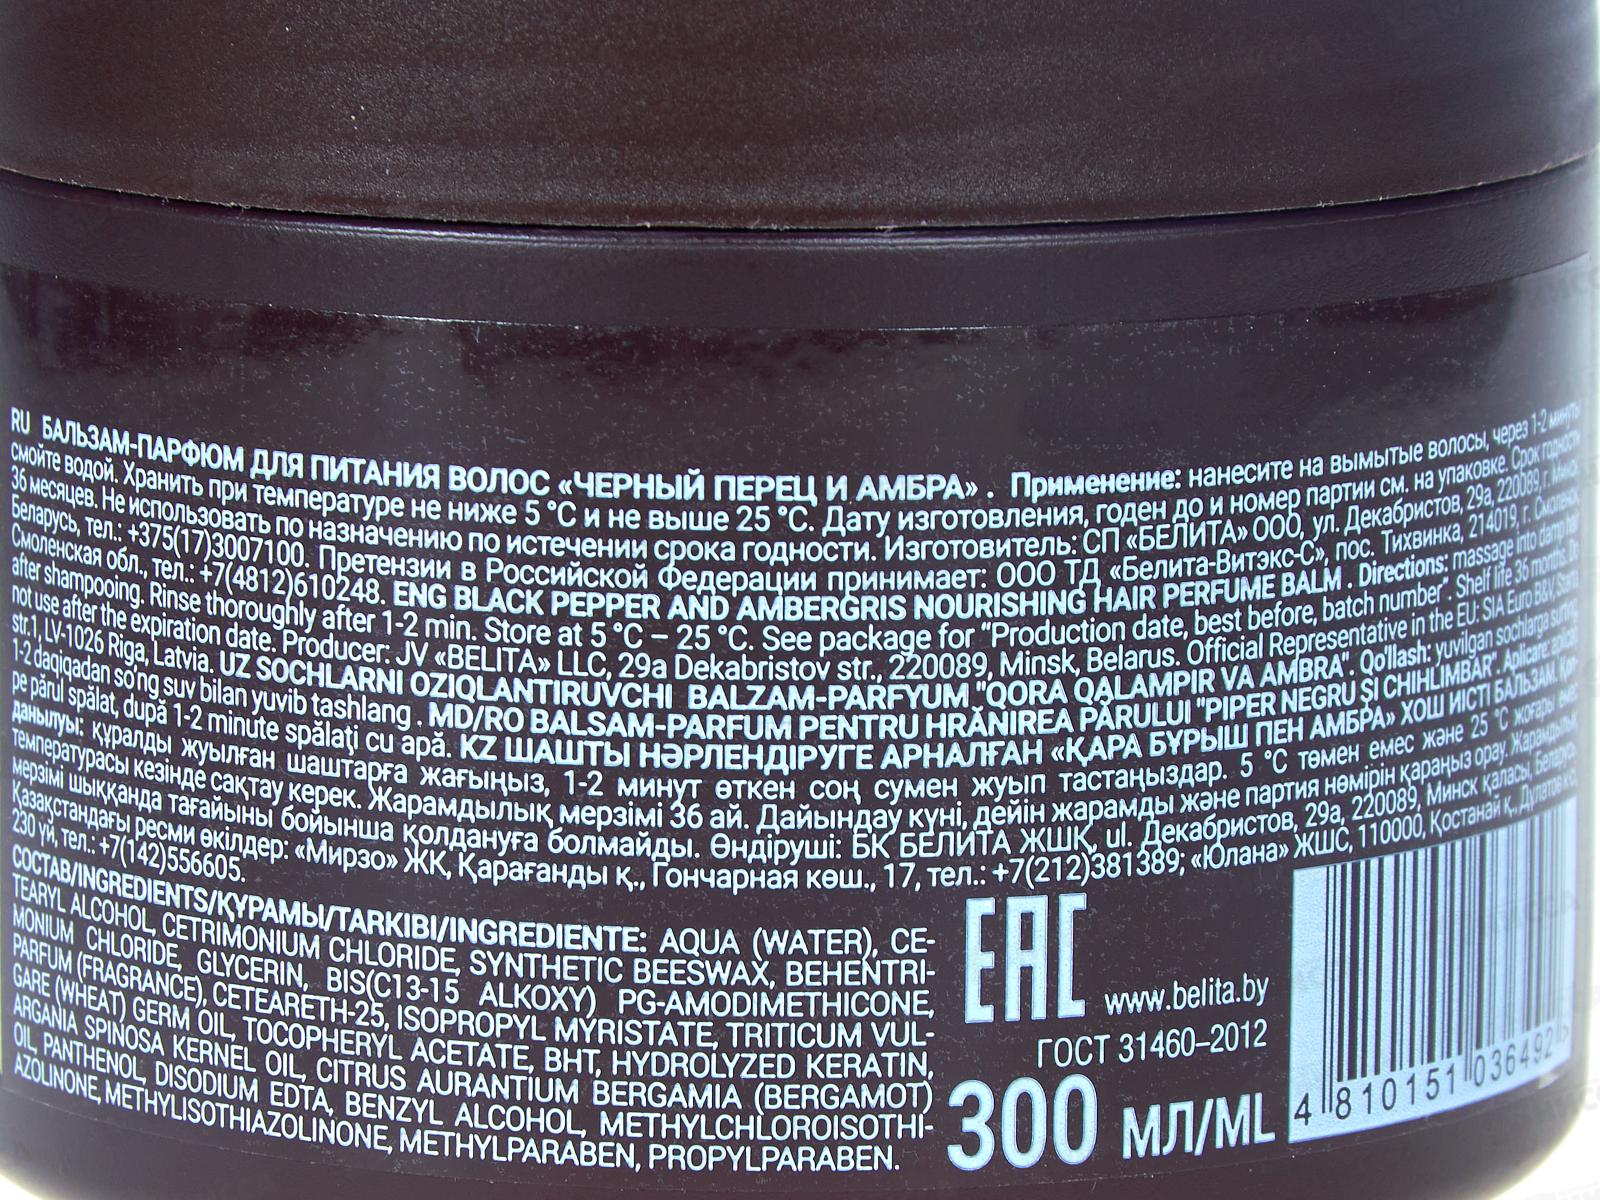 RU БАЛЬЗАМ-ПАРФЮМ ДЛЯ ПИТАНИЯ ВОЛОС «ЧЕРНЫЙ ПЕРЕЦ И АМБРА» . Применение: нанесите на вымытые волосы, через 1-2 минуты
смойте водой. Хранить при температуре не ниже 5 °C и не выше 25 °C. Дату изготовления, годен до и номер партии см. на упаковке. Срок годности
36 месяцев. Не использовать по назначению по истечении срока годности. Изготовитель: СП «БЕЛИТА» ООО, ул. Декабристов, 29а, 220089, г. Минск,
Беларусь, тел.: +375(17)3007100. Претензии в Российской Федерации принимает: ООО ТД «Белита-Витэкс-С», пос. Тихвинка, 214019, г. Смоленск,
Смоленская обл., тел.: +7(4812)610248. ENG BLACK PEPPER AND AMBERGRIS NOURISHING HAIR PERFUME BALM . Directions: massage into damp hair
after shampooing. Rinse thoroughly after 1-2 min. Store at 5 °C – 25 °C. See package for "Production date, best before, batch number". Shelf life 36 months. Do
not use after the expiration date. Producer: JV «BELITA» LLC, 29a Dekabristov str., 220089, Minsk, Belarus. Official Representative in the EU: SIA Euro B&V, Starta
str.1, LV-1026 Riga, Latvia. UZ SOCHLARNI OZIQLANTIRUVCHI BALZAM-PARFYUM "QORA QALAMPIR VA AMBRA". Qo'llash: yuvilgan sochlarga surting,
1-2 daqiqadan so'ng suv bilan yuvib tashlang . MD/RO BALSAM-PARFUM PENTRU HRĂNIREA PĂRULUI "PIPER NEGRU ȘI CHIHLIMBAR". Aplicare: aplicați
pe părul spălat, după 1-2 minute spălați cu apă. KZ ШАШТЫ НӘРЛЕНДІРУГЕ АРНАЛҒАН «ҚАРА БҰРЫШ ПЕН АМБРА» ХОШ ИІСТІ БАЛЬЗАМ. Қол-
данылуы: құралды жуылған шаштарға жағыңыз, 1-2 минут өткен соң сумен жуып тастаңыздар. 5 °C төмен емес және 25 °C жоғары емес
температурасы кезінде сақтау керек. Жарамдылық мерзімі 36 ай. Дайындау күні, дейін жарамды және партия нөмірін қараңыз орау. Жарамдылық
мерзімі шыққанда тағайыны бойынша қолдануға болмайды. Өндіруші: БК БЕЛИТА ЖШҚ, ul. Декабристов, 29а, 220089, Минск қаласы, Беларусь
Қазақстандағы ресми өкілдер: «Мирзо» ЖК, Қарағанды қ., Гончарная көш., 17, тел.: +7(212)381389; «Юлана» ЖШС, 110000, Қостанай қ., Дулатов к-с.
230 үй, тел.: +7(142)556605.
СОСТАВ/INGREDIENTS/ҚҰРАМЫ/TARKIBI/INGREDIENTE: AQUA (WATER), CE-
TEARYL ALCOHOL, CETRIMONIUM CHLORIDE, SYNTHETIC BEESWAX, BEHENTRI-
MONIUM CHLORIDE, GLYCERIN, BIS(C13-15 ALKOXY) PG-AMODIMETHICONE,
PARFUM (FRAGRANCE), CETEARETH-25, ISOPROPYL MYRISTATE, TRITICUM VUL-
GARE (WHEAT) GERM OIL, TOCOPHERYL ACETATE, BHT, HYDROLYZED KERATIN,
ARGANIA SPINOSA KERNEL OIL, CITRUS AURANTIUM BERGAMIA (BERGAMOT)
OIL, PANTHENOL, DISODIUM EDTA, BENZYL ALCOHOL, METHYLCHLOROISOTHI-
AZOLINONE, METHYLISOTHIAZOLINONE, METHYLPARABEN, PROPYLPARABEN.
EAC
www.belita.by
ГОСТ 31460–2012
300 МЛ/ML
4 810151 036492